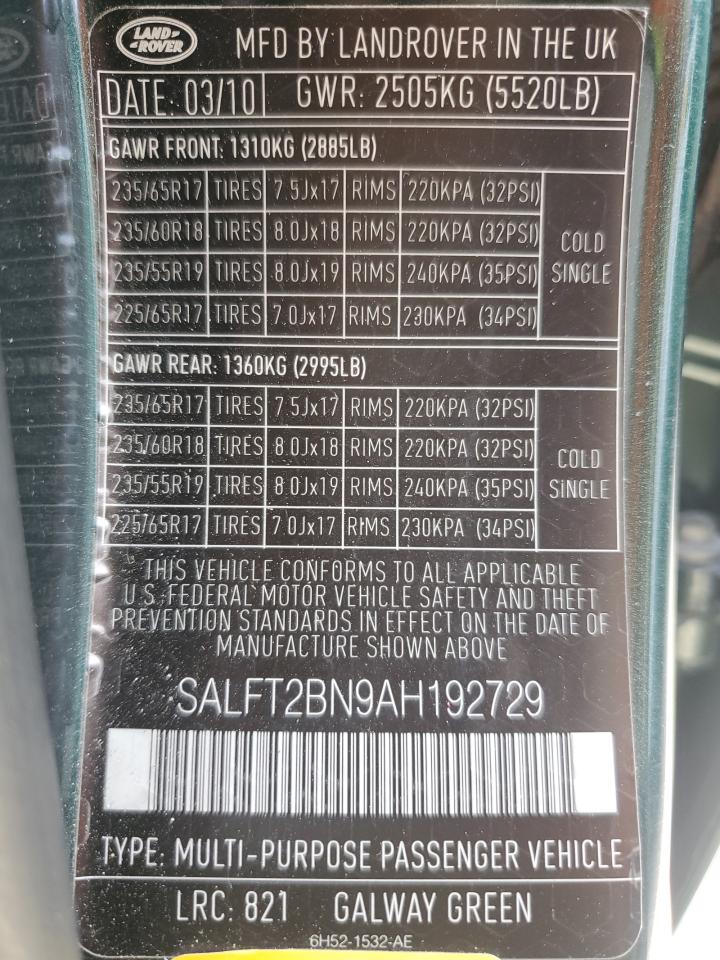 LAND-
-ROVER
MFD BY LANDROVER IN THE UK
DATE: 03/10 GWR: 2505KG (5520LB)
GAWR FRONT: 1310KG (2885LB)
235/65R17 TIRES 7.5Jx17 RIMS 220KPA (32PSI)
235/60R18 TIRES 8.0Jx18 RIMS 220KPA (32PSI)
235/55R19 TIRES 8.0Jx19 RIMS 240KPA (35PSI)
225/65R17 TIRES 7.0Jx17 RIMS 230KPA (34PSI)
COLD
SINGLE
GAWR REAR: 1360KG (2995LB)
235/65R17 TIRES 7.5Jx17 RIMS 220KPA (32PSI)
235/60R18 TIRES 8.0Jx18 RIMS 220KPA (32PSI)
235/55R19 TIRES 8.0Jx19 RIMS 240KPA (35PSI)
225/65R17 TIRES 7.0Jx17 RIMS 230KPA (34PSI)
COLD
SINGLE
THIS VEHICLE CONFORMS TO ALL APPLICABLE
U.S. FEDERAL MOTOR VEHICLE SAFETY AND THEFT
PREVENTION STANDARDS IN EFFECT ON THE DATE OF
MANUFACTURE SHOWN ABOVE
SALFT2BN9AH192729
TYPE: MULTI-PURPOSE PASSENGER VEHICLE
LRC: 821 GALWAY GREEN
6H52-1532-AE